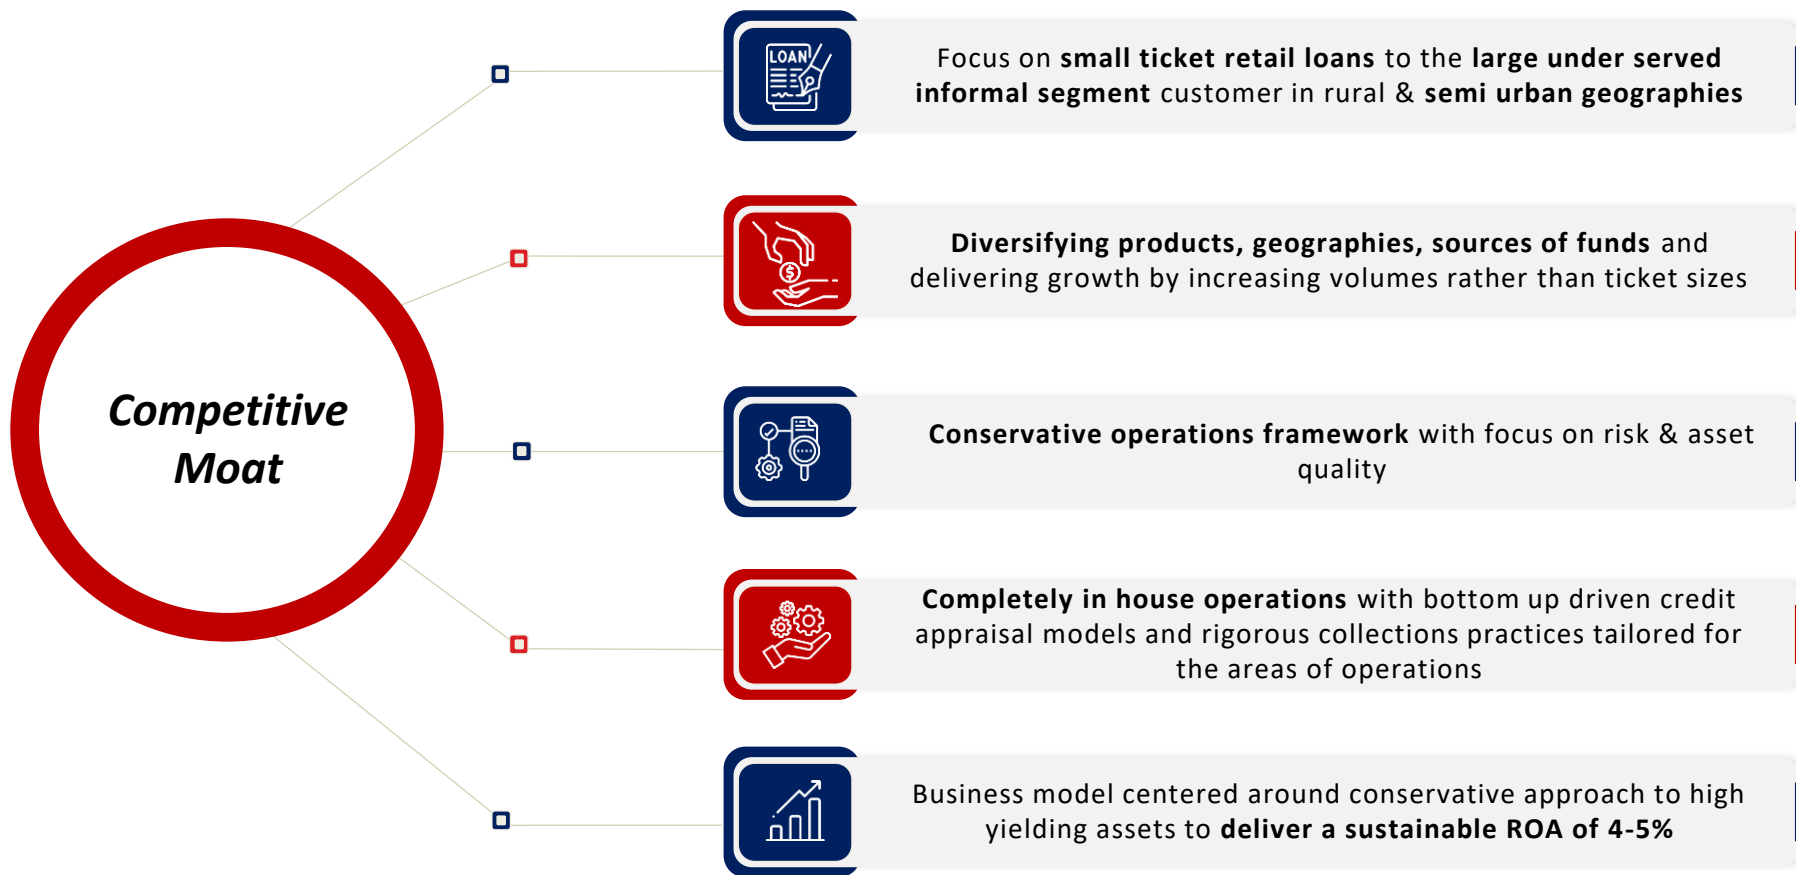 Competitive
Moat
LOAN
Focus on small ticket retail loans to the large under served
informal segment customer in rural & semi urban geographies
$
Diversifying products, geographies, sources of funds and
delivering growth by increasing volumes rather than ticket sizes
Conservative operations framework with focus on risk & asset
quality
Completely in house operations with bottom up driven credit
appraisal models and rigorous collections practices tailored for
the areas of operations
Business model centered around conservative approach to high
yielding assets to deliver a sustainable ROA of 4-5%